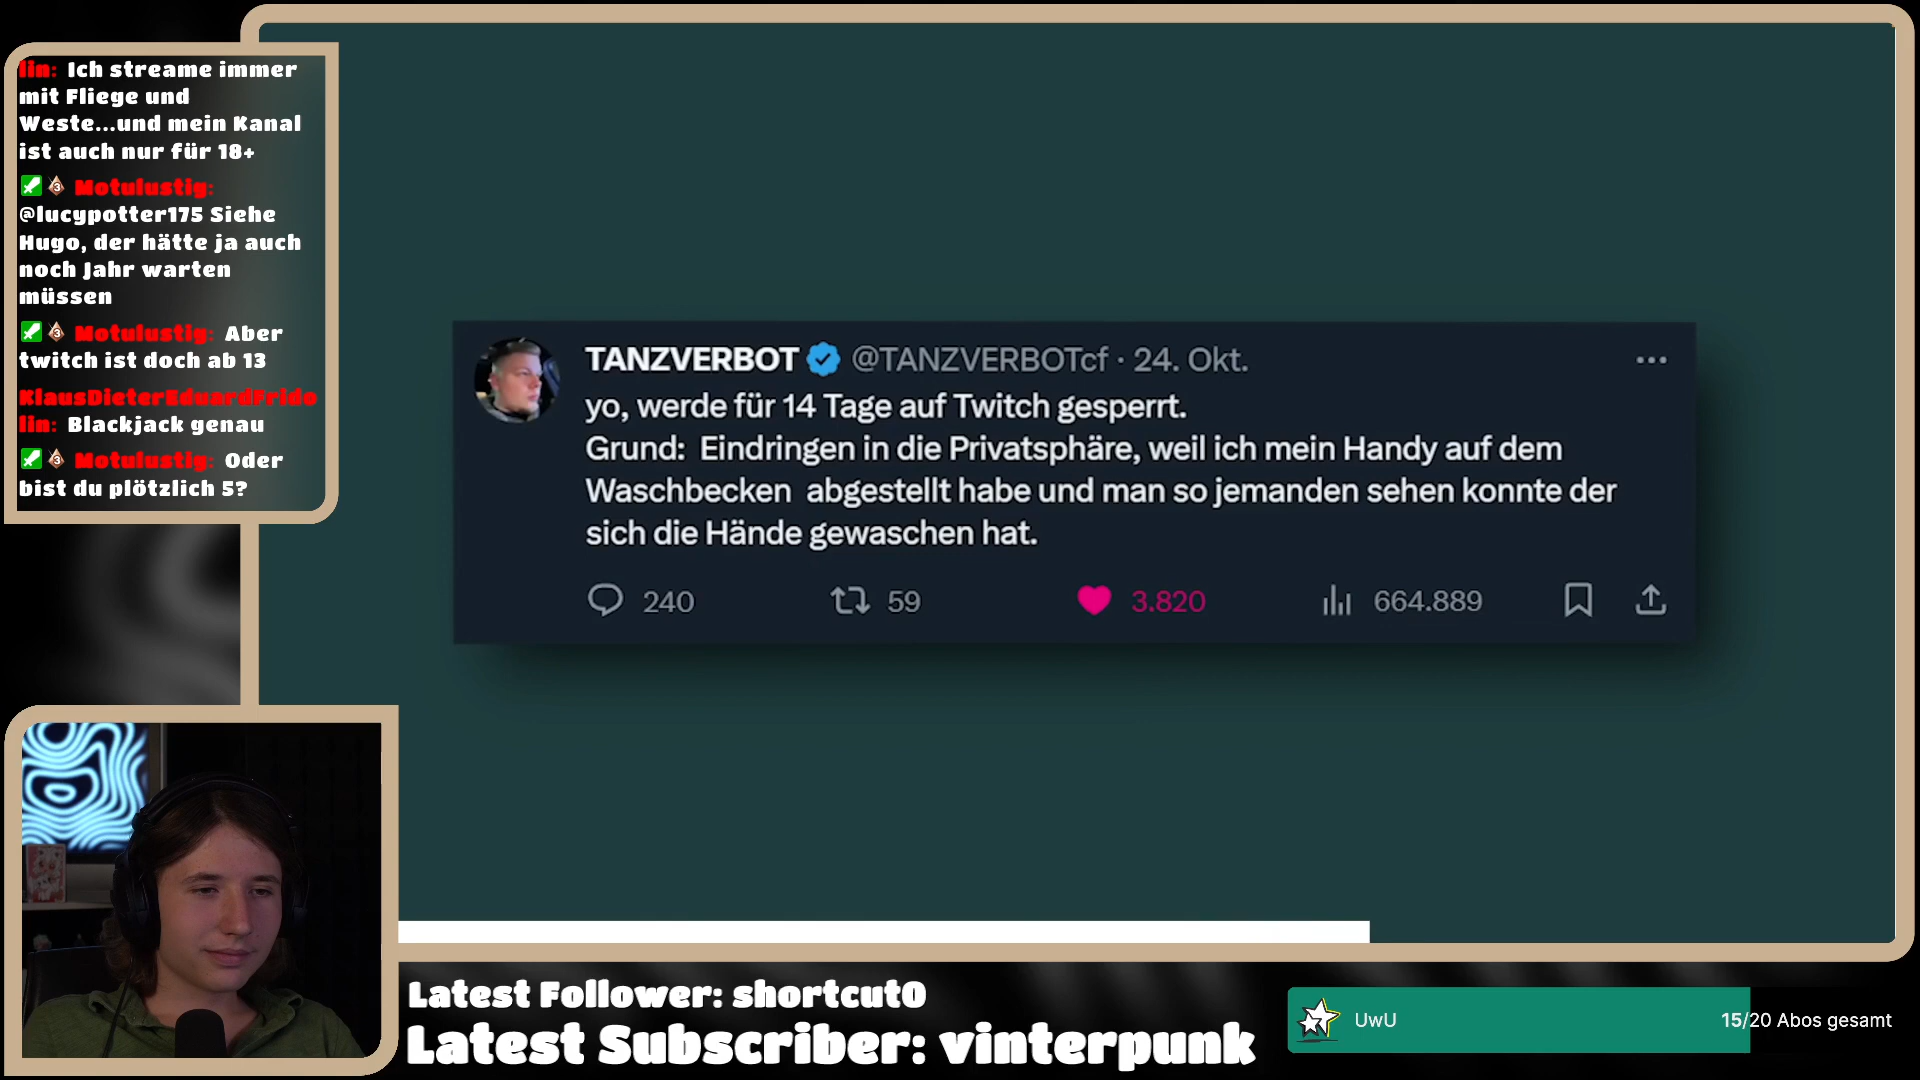 lin: Ich streame immer
mit Fliege und
Weste...und mein Kanal
ist auch nur für 18+
Motulustig:
@lucypotter175 Siehe
Hugo, der hätte ja auch
noch Jahr warten
müssen
Motulustig: Aber
twitch ist doch ab 13
KlausDieterEduardFrido
lin: Blackjack genau
Motulustig: Oder
bist du plötzlich 5?
TANZVERBOT @TANZVERBOTcf · 24. Okt.
yo, werde für 14 Tage auf Twitch gesperrt.
Grund:  Eindringen in die Privatsphäre, weil ich mein Handy auf dem
Waschbecken  abgestellt habe und man so jemanden sehen konnte der
sich die Hände gewaschen hat.
240 59 3.820 664.889
Latest Follower: shortcut0
Latest Subscriber: vinterpunk
UwU 15/20 Abos gesamt